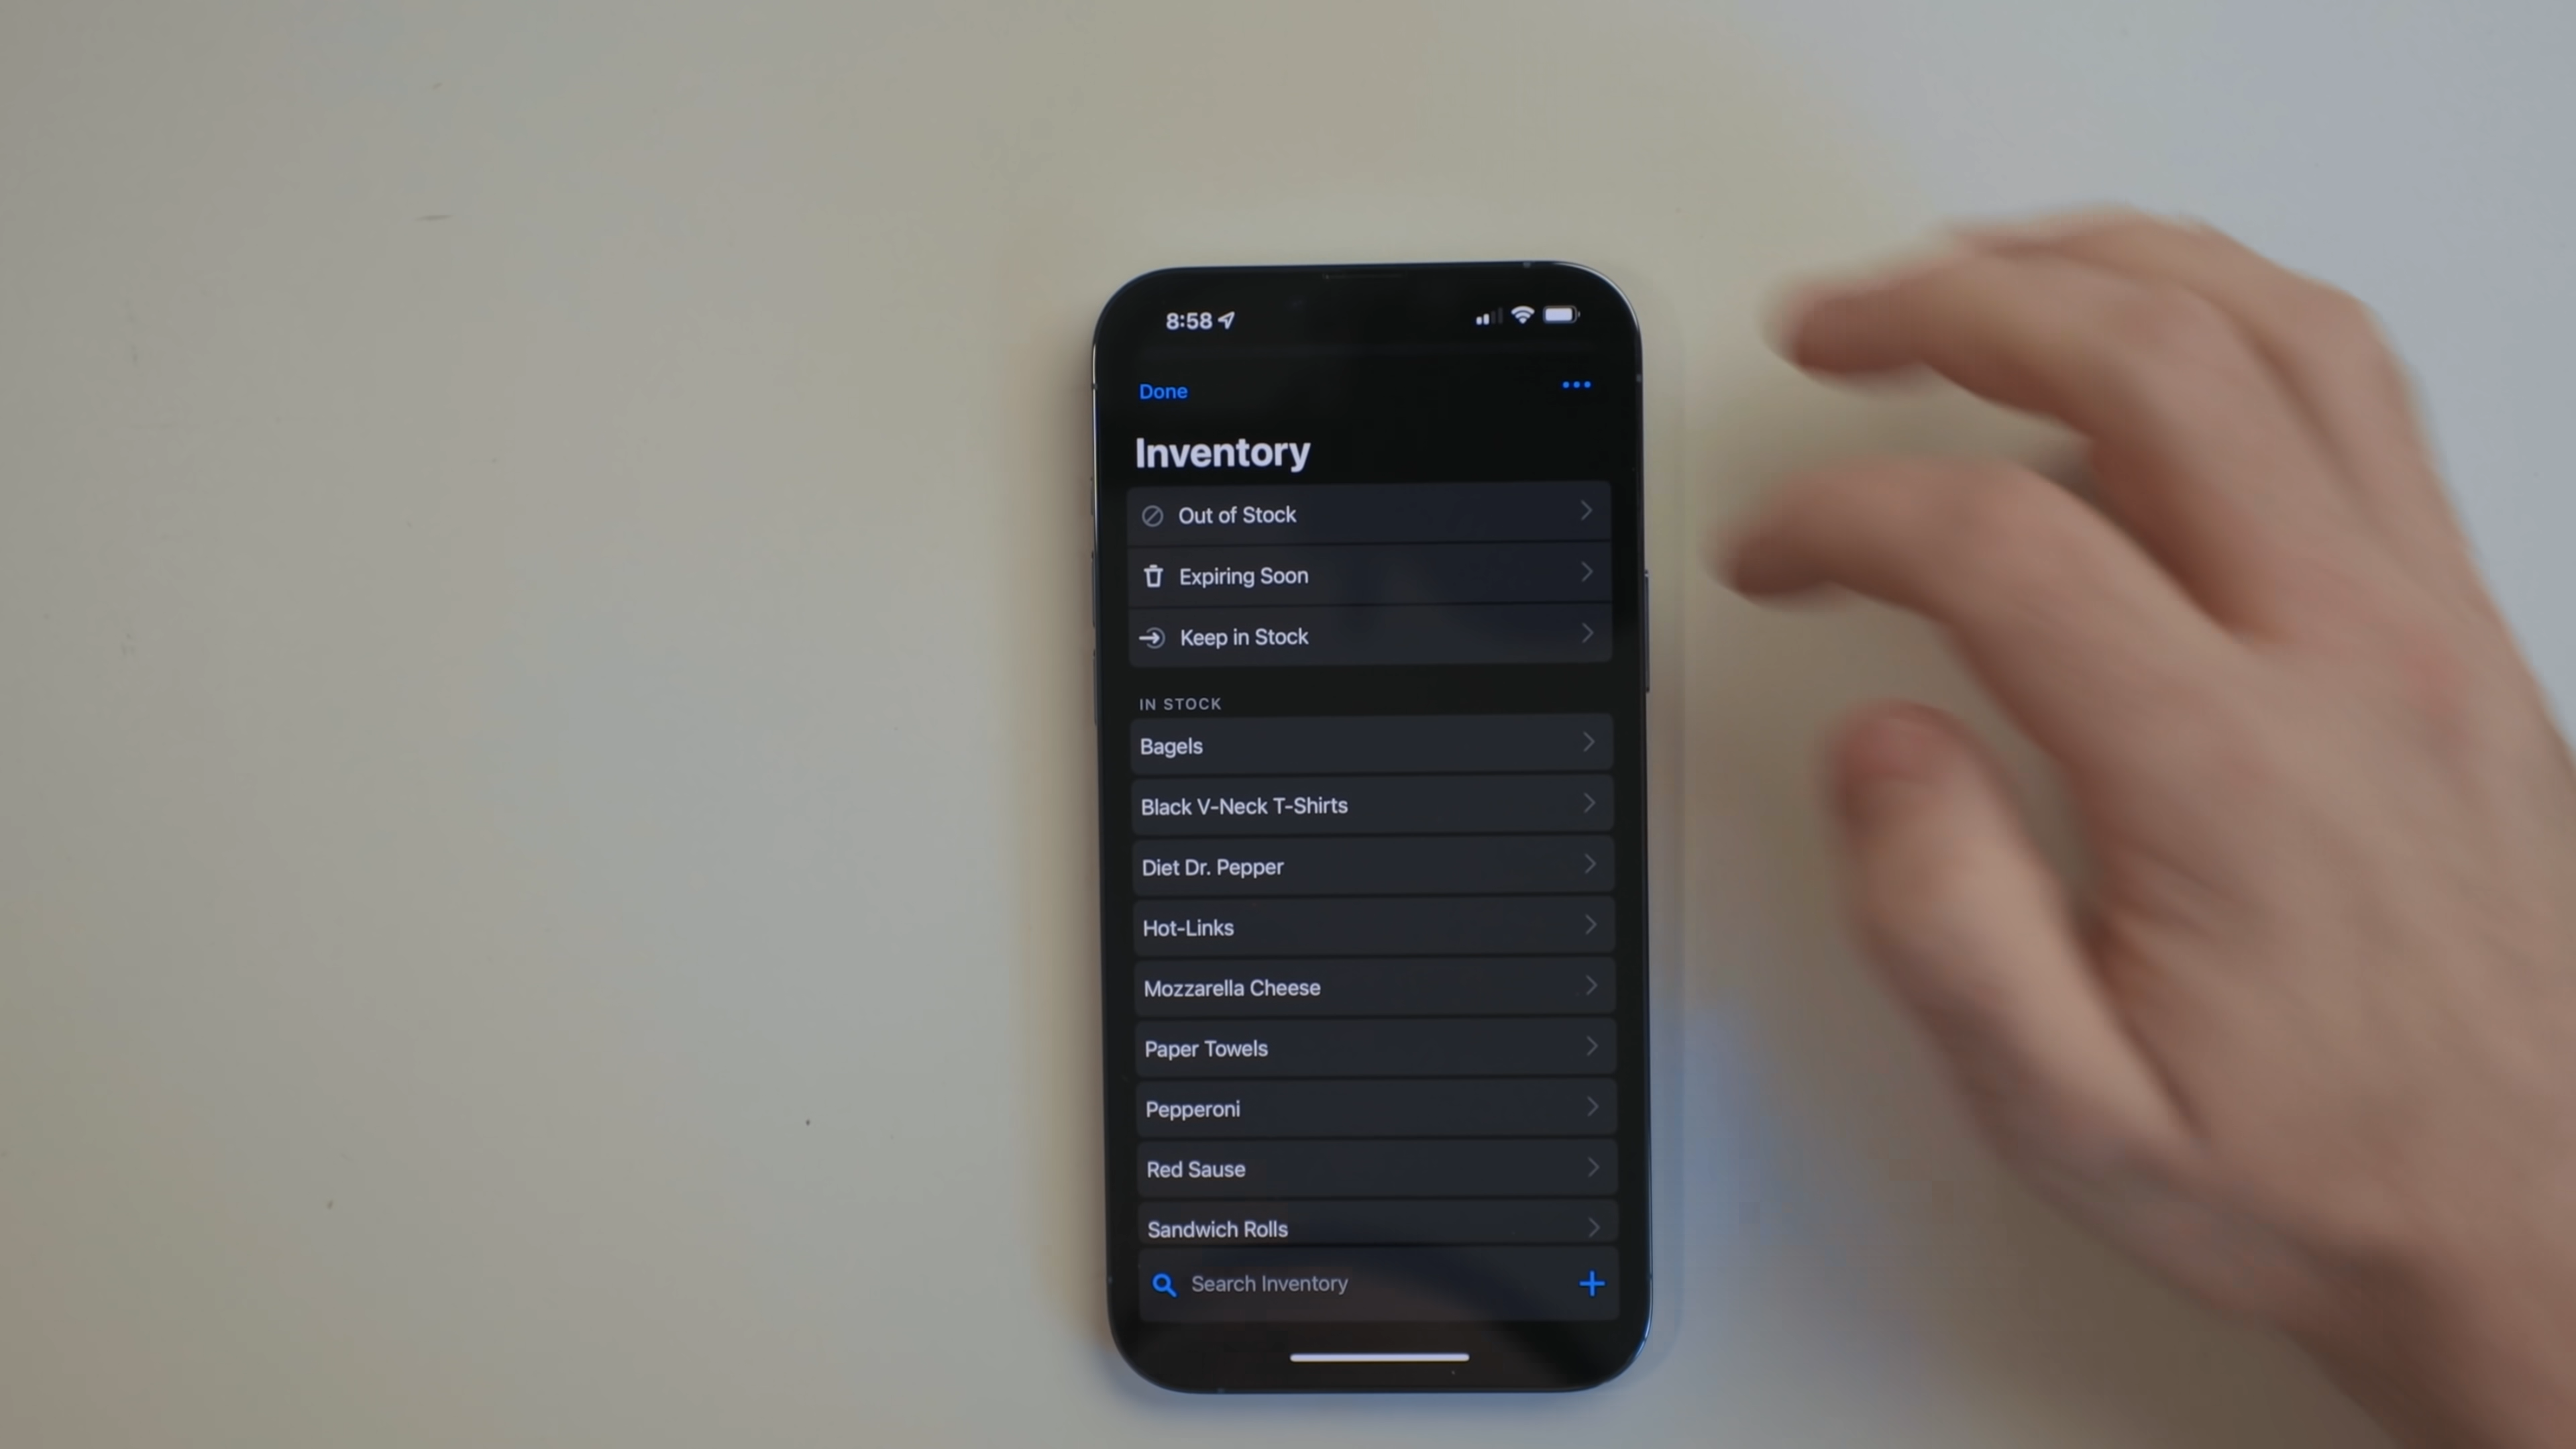 8:58
Done
Inventory
Out of Stock
Expiring Soon
Keep in Stock
IN STOCK
Bagels
Black V-Neck T-Shirts
Diet Dr. Pepper
Hot-Links
Mozzarella Cheese
Paper Towels
Pepperoni
Red Sause
Sandwich Rolls
Search Inventory